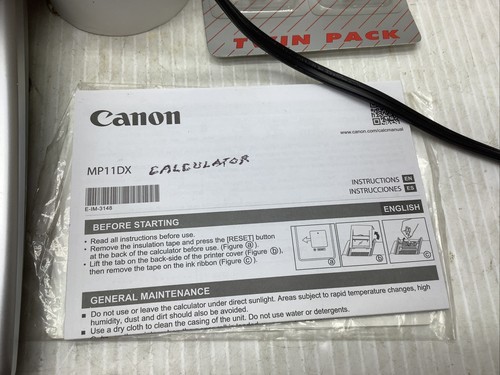 TWIN PACK
Canon
www.canon.com/calcmanual
MP11DX CALCULATOR
INSTRUCTIONS EN
INSTRUCCIONES ES
E-IM-3148
ENGLISH
BEFORE STARTING
• Read all instructions before use.
• Remove the insulation tape and press the [RESET] button
at the back of the calculator before use. (Figure ⓐ).
• Lift the tab on the back-side of the printer cover (Figure ⓑ),
then remove the tape on the ink ribbon (Figure ⓒ).
ⓐ ⓑ ⓒ
GENERAL MAINTENANCE
■ Do not use or leave the calculator under direct sunlight. Areas subject to rapid temperature changes, high
humidity, dust and dirt should also be avoided.
■ Use a dry cloth to clean the casing of the unit. Do not use water or detergents.